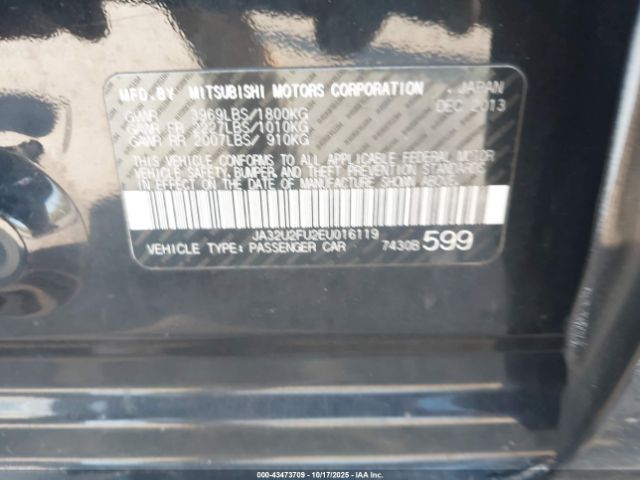 MFD.BY MITSUBISHI MOTORS CORPORATION . JAPAN
GVWR 3969LBS/1800KG DEC 2013
GAWR FR 2227LBS/1010KG
GAWR RR 2007LBS/ 910KG
THIS VEHICLE CONFORMS TO ALL APPLICABLE FEDERAL MOTOR
VEHICLE SAFETY, BUMPER, AND THEFT PREVENTION STANDARDS
IN EFFECT ON THE DATE OF MANUFACTURE SHOWN ABOVE.
JA32U2FU2EU016119
VEHICLE TYPE: PASSENGER CAR 7430B 599
000-43473709 - 10/17/2025 - IAAI.COM